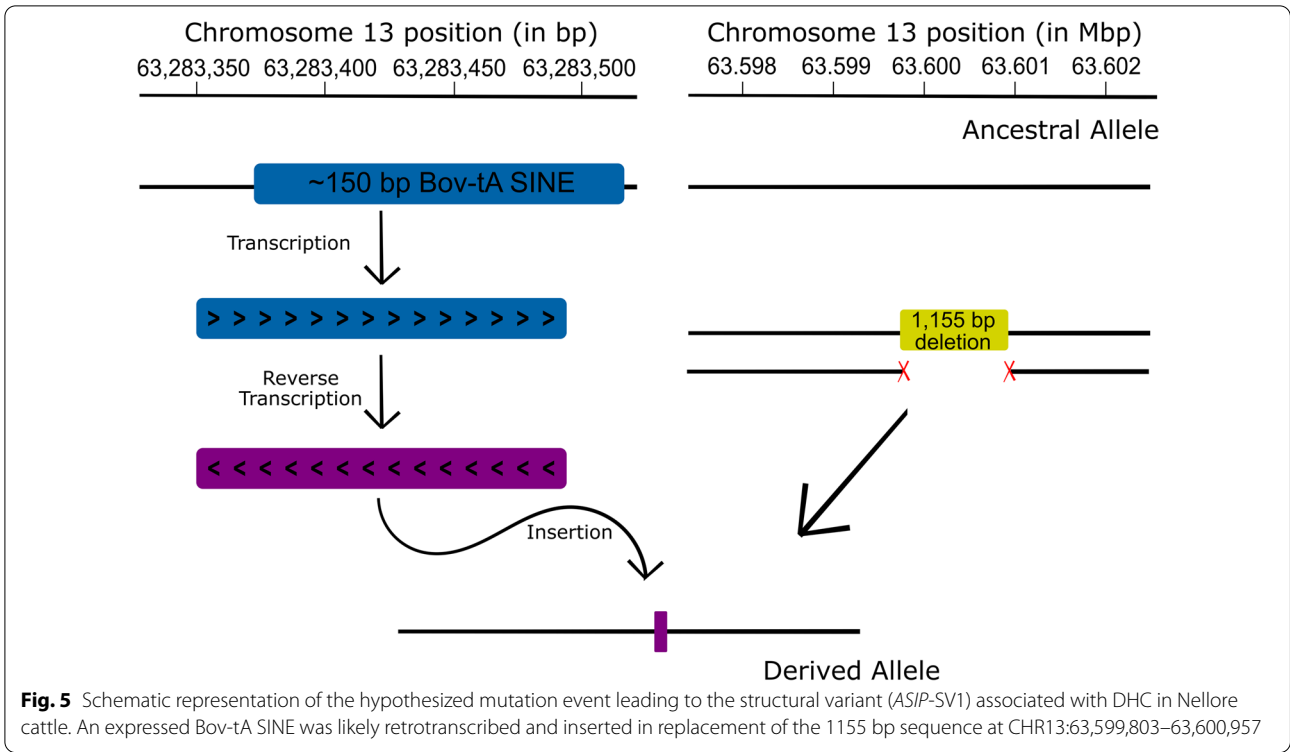 Chromosome 13 position (in bp)
63,283,350 63,283,400 63,283,450 63,283,500
Chromosome 13 position (in Mbp)
63.598 63.599 63.600 63.601 63.602
Ancestral Allele
~150 bp Bov-tA SINE
Transcription
> > > > > > > > > > > > > >
1,155 bp
deletion
X X
Reverse
Transcription
< < < < < < < < < < < < < <
Insertion
Derived Allele
Fig. 5 Schematic representation of the hypothesized mutation event leading to the structural variant (ASIP-SV1) associated with DHC in Nellore
cattle. An expressed Bov-tA SINE was likely retrotranscribed and inserted in replacement of the 1155 bp sequence at CHR13:63,599,803–63,600,957